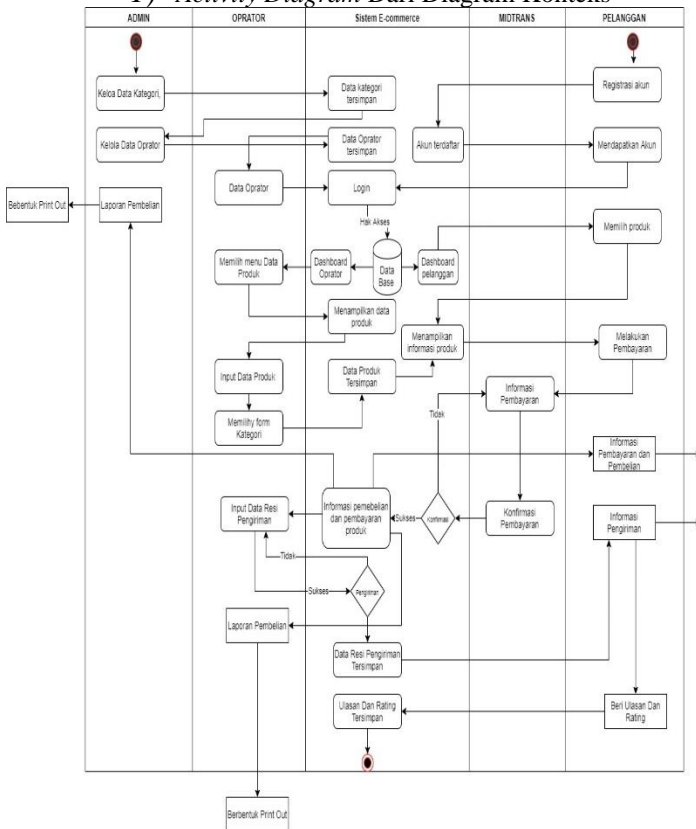 1) Activity Diagram Dari Diagram Konteks
ADMIN
OPRATOR
Sistem E-commerce
MIDTRANS
PELANGGAN
Keloa Data Kategori,
Data kategori
tersimpan
Registrasi akun
Kelola Data Oprator
Data Oprator
tersimpan
Akun terdaftar
Mendapatkan Akun
Data Oprator
Login
Bebentuk Print Out
Laporan Pembelian
Hak Akses
Memilih produk
Memilih menu Data
Produk
Dashboard
Oprator
Data
Base
Dashboard
pelanggan
Menampilkan data
produk
Menampilkan
informasi produk
Melakukan
Pembayaran
Input Data Produk
Data Produk
Tersimpan
Informasi
Pembayaran
Memilihy form
Kategori
Tidak
Informasi
Pembayaran dan
Pembelian
Input Data Resi
Pengiriman
Informasi pemebelian
dan pembayaran
produk
Sukses
Konfirmasi
Konfirmasi
Pembayaran
Informasi
Pengiriman
Tidak
Sukses
Pengiriman
Laporan Pembelian
Data Resi Pengiriman
Tersimpan
Ulasan Dan Rating
Tersimpan
Beri Ulasan Dan
Rating
Berbentuk Print Out